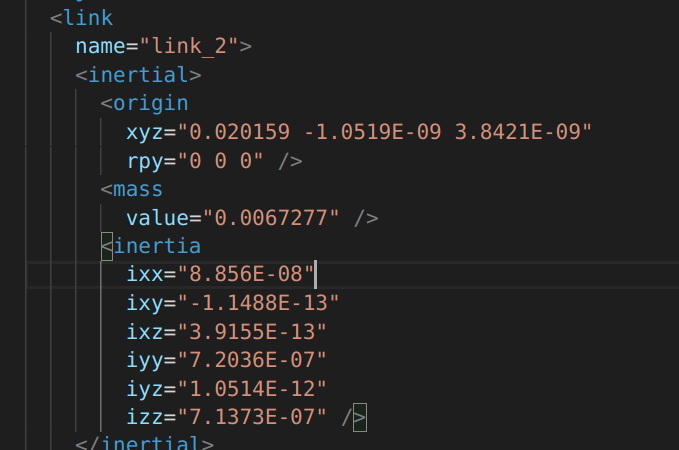 <link
name="link_2">
<inertial>
<origin
xyz="0.020159 -1.0519E-09 3.8421E-09"
rpy="0 0 0" />
<mass
value="0.0067277" />
<inertia
ixx="8.856E-08"
ixy="-1.1488E-13"
ixz="3.9155E-13"
iyy="7.2036E-07"
iyz="1.0514E-12"
izz="7.1373E-07" />
</inertial>